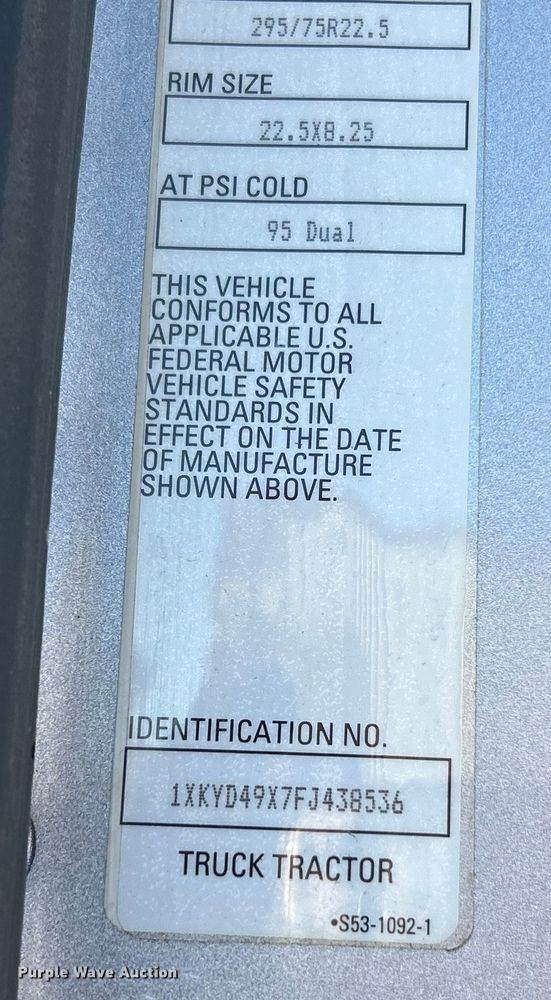 295/75R22.5
RIM SIZE
22.5X8.25
AT PSI COLD
95 Dual
THIS VEHICLE
CONFORMS TO ALL
APPLICABLE U.S.
FEDERAL MOTOR
VEHICLE SAFETY
STANDARDS IN
EFFECT ON THE DATE
OF MANUFACTURE
SHOWN ABOVE.
IDENTIFICATION NO.
1XKYD49X7FJ438536
TRUCK TRACTOR
•S53-1092-1
Purple Wave Auction